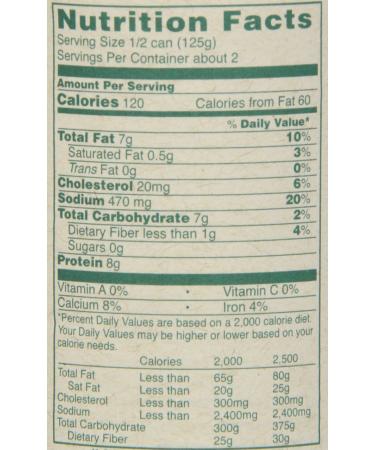 Nutrition Facts
Serving Size 1/2 can (125g)
Servings Per Container about 2
Amount Per Serving
Calories 120 Calories from Fat 60
% Daily Value*
Total Fat 7g 10%
Saturated Fat 0.5g 3%
Trans Fat 0g 0%
Cholesterol 20mg 6%
Sodium 470 mg 20%
Total Carbohydrate 7g 2%
Dietary Fiber less than 1g 4%
Sugars 0g
Protein 8g
Vitamin A 0% • Vitamin C 0%
Calcium 8% • Iron 4%
*Percent Daily Values are based on a 2,000 calorie diet.
Your Daily Values may be higher or lower based on your
calorie needs.
Calories 2,000 2,500
Total Fat Less than 65g 80g
Sat Fat Less than 20g 25g
Cholesterol Less than 300mg 300mg
Sodium Less than 2,400mg 2,400mg
Total Carbohydrate 300g 375g
Dietary Fiber 25g 30g